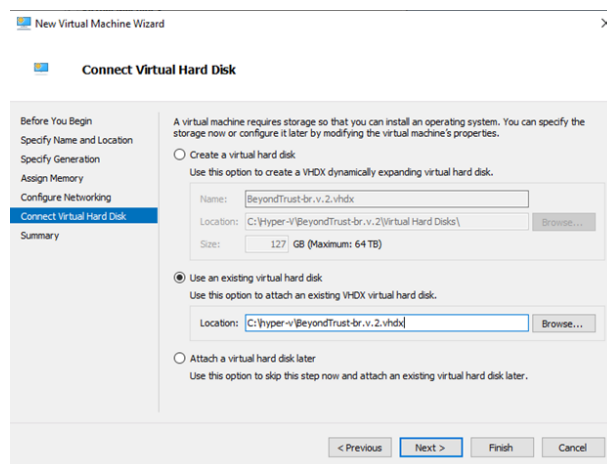 New Virtual Machine Wizard
Connect Virtual Hard Disk
Before You Begin
Specify Name and Location
Specify Generation
Assign Memory
Configure Networking
Connect Virtual Hard Disk
Summary
A virtual machine requires storage so that you can install an operating system. You can specify the
storage now or configure it later by modifying the virtual machine's properties.
Create a virtual hard disk
Use this option to create a VHDX dynamically expanding virtual hard disk.
Name: BeyondTrust-br.v.2.vhdx
Location: C:\Hyper-V\BeyondTrust-br.v.2\Virtual Hard Disks\ Browse...
Size: 127 GB (Maximum: 64 TB)
Use an existing virtual hard disk
Use this option to attach an existing VHDX virtual hard disk.
Location: C:\hyper-v\BeyondTrust-br.v.2.vhdx Browse...
Attach a virtual hard disk later
Use this option to skip this step now and attach an existing virtual hard disk later.
< Previous Next > Finish Cancel